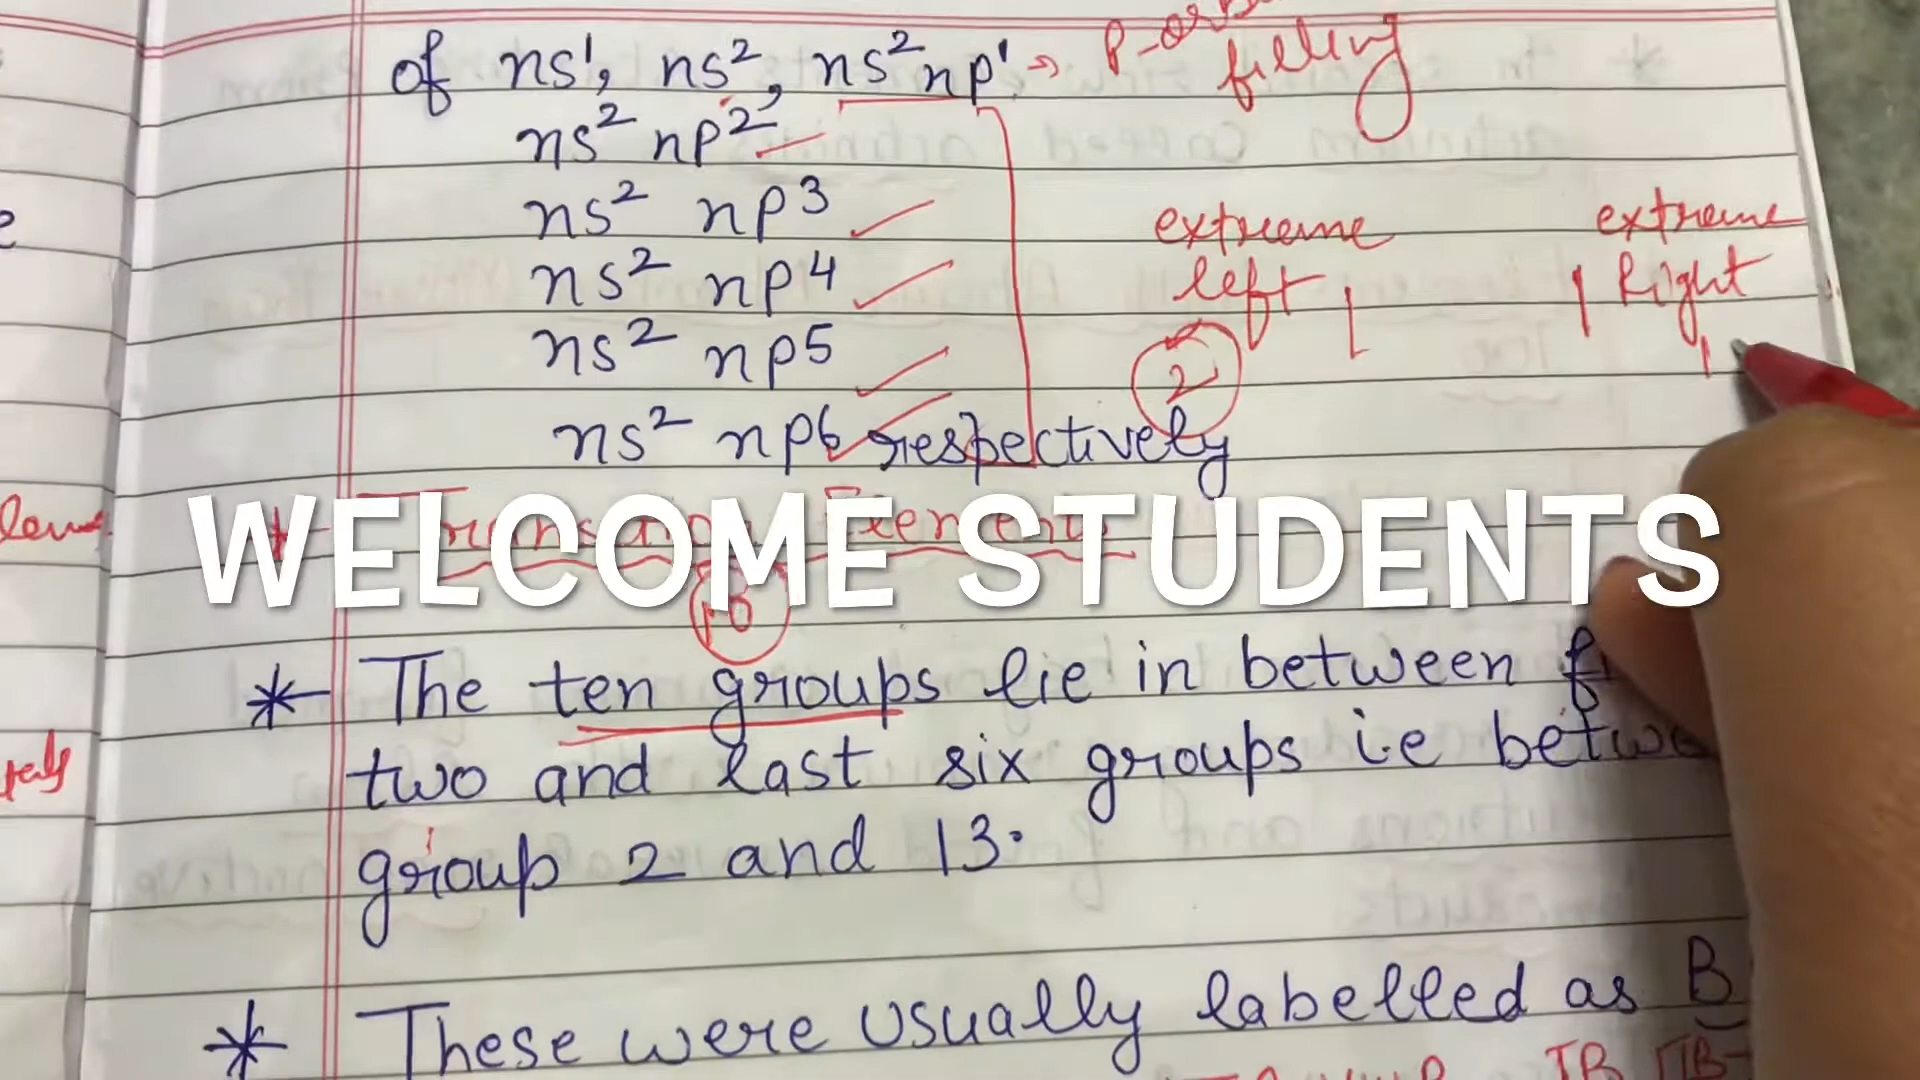 of ns¹, ns², ns² np¹ → P-
filling
ns² np²
ns² np³
ns² np4
ns² np5
ns² np6 respectively
extreme
left
2
extreme
Right
WELCOME STUDENTS
10
* The ten groups lie in between
two and last six groups i.e
group 2 and 13.
* These were usually labelled as B
IB